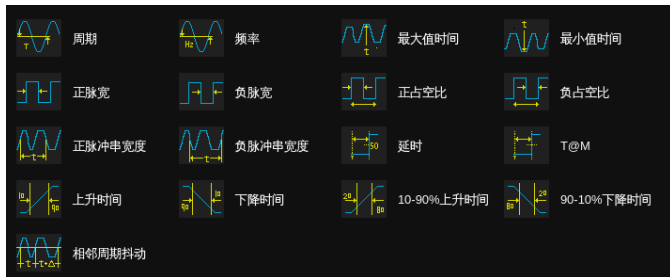 周期 频率 最大值时间 最小值时间
正脉宽 负脉宽 正占空比 负占空比
正脉冲串宽度 负脉冲串宽度 延时 T@M
上升时间 下降时间 10-90%上升时间 90-10%下降时间
相邻周期抖动